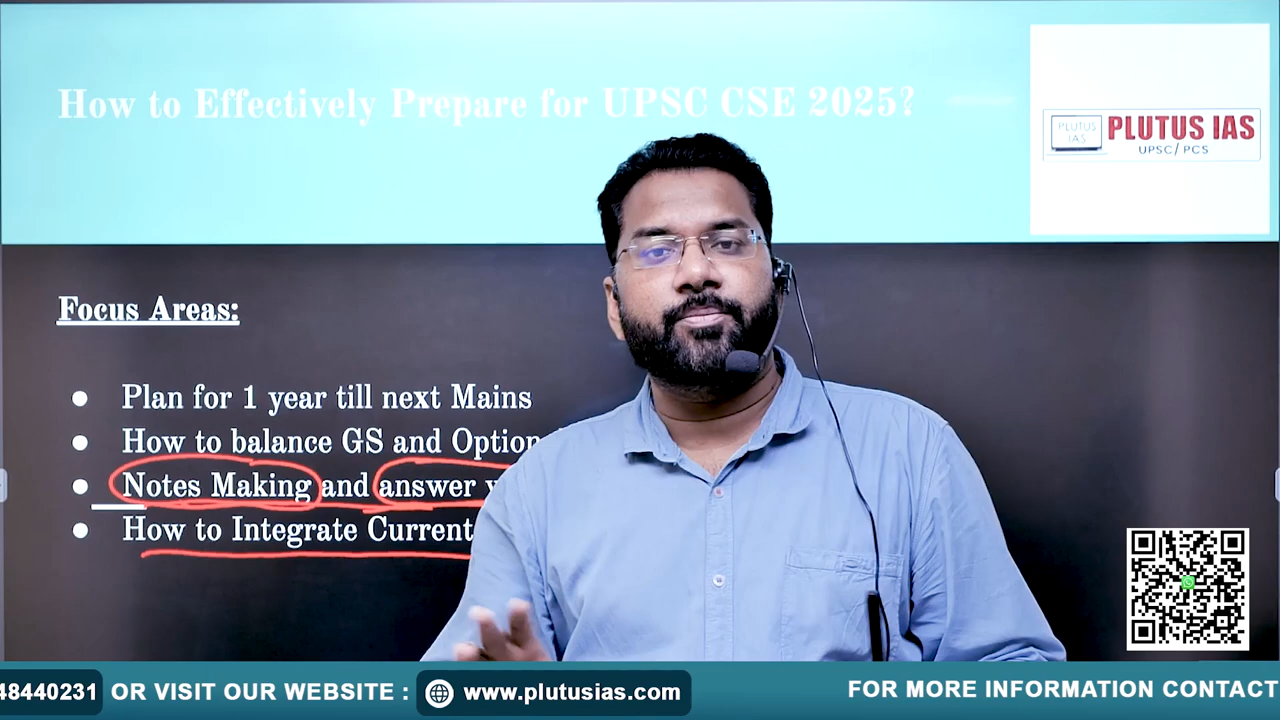 How to Effectively Prepare for UPSC CSE 2025?
PLUTUS
IAS
PLUTUS IAS
UPSC/ PCS
Focus Areas:
Plan for 1 year till next Mains
How to balance GS and Option
Notes Making and answer
How to Integrate Current
48440231 OR VISIT OUR WEBSITE : www.plutusias.com FOR MORE INFORMATION CONTACT